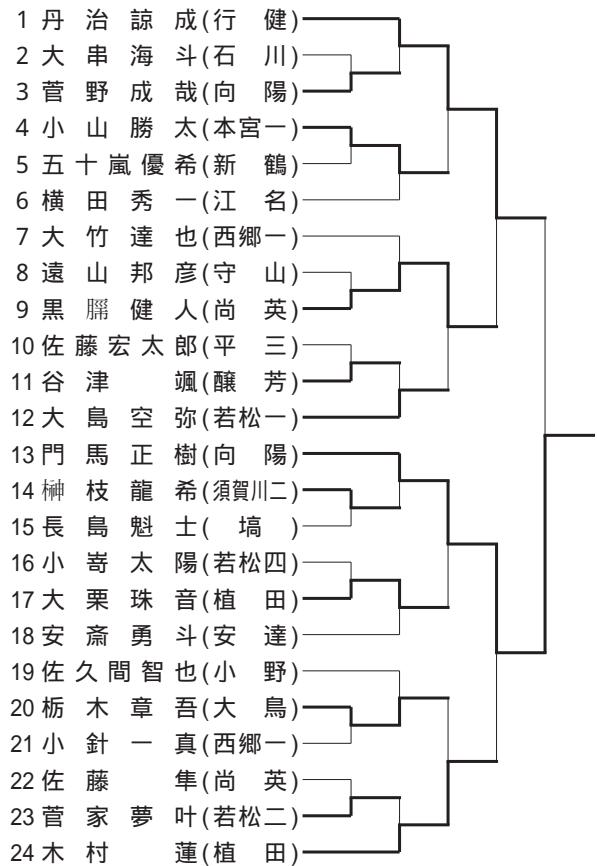 1 丹治諒成(行健)
2 大串海斗(石川)
3 菅野成哉(向陽)
4 小山勝太(本宮一)
5 五十嵐優希(新鶴)
6 横田秀一(江名)
7 大竹達也(西郷一)
8 遠山邦彦(守山)
9 黒 健人(尚英)
10 佐藤宏太郎(平三)
11 谷津颯(醸芳)
12 大島空弥(若松一)
13 門馬正樹(向陽)
14 榊枝龍希(須賀川二)
15 長島魁士(塙)
16 小嵜太陽(若松四)
17 大栗珠音(植田)
18 安斎勇斗(安達)
19 佐久間智也(小野)
20 栃木章吾(大鳥)
21 小針一真(西郷一)
22 佐藤隼(尚英)
23 菅家夢叶(若松二)
24 木村蓮(植田)